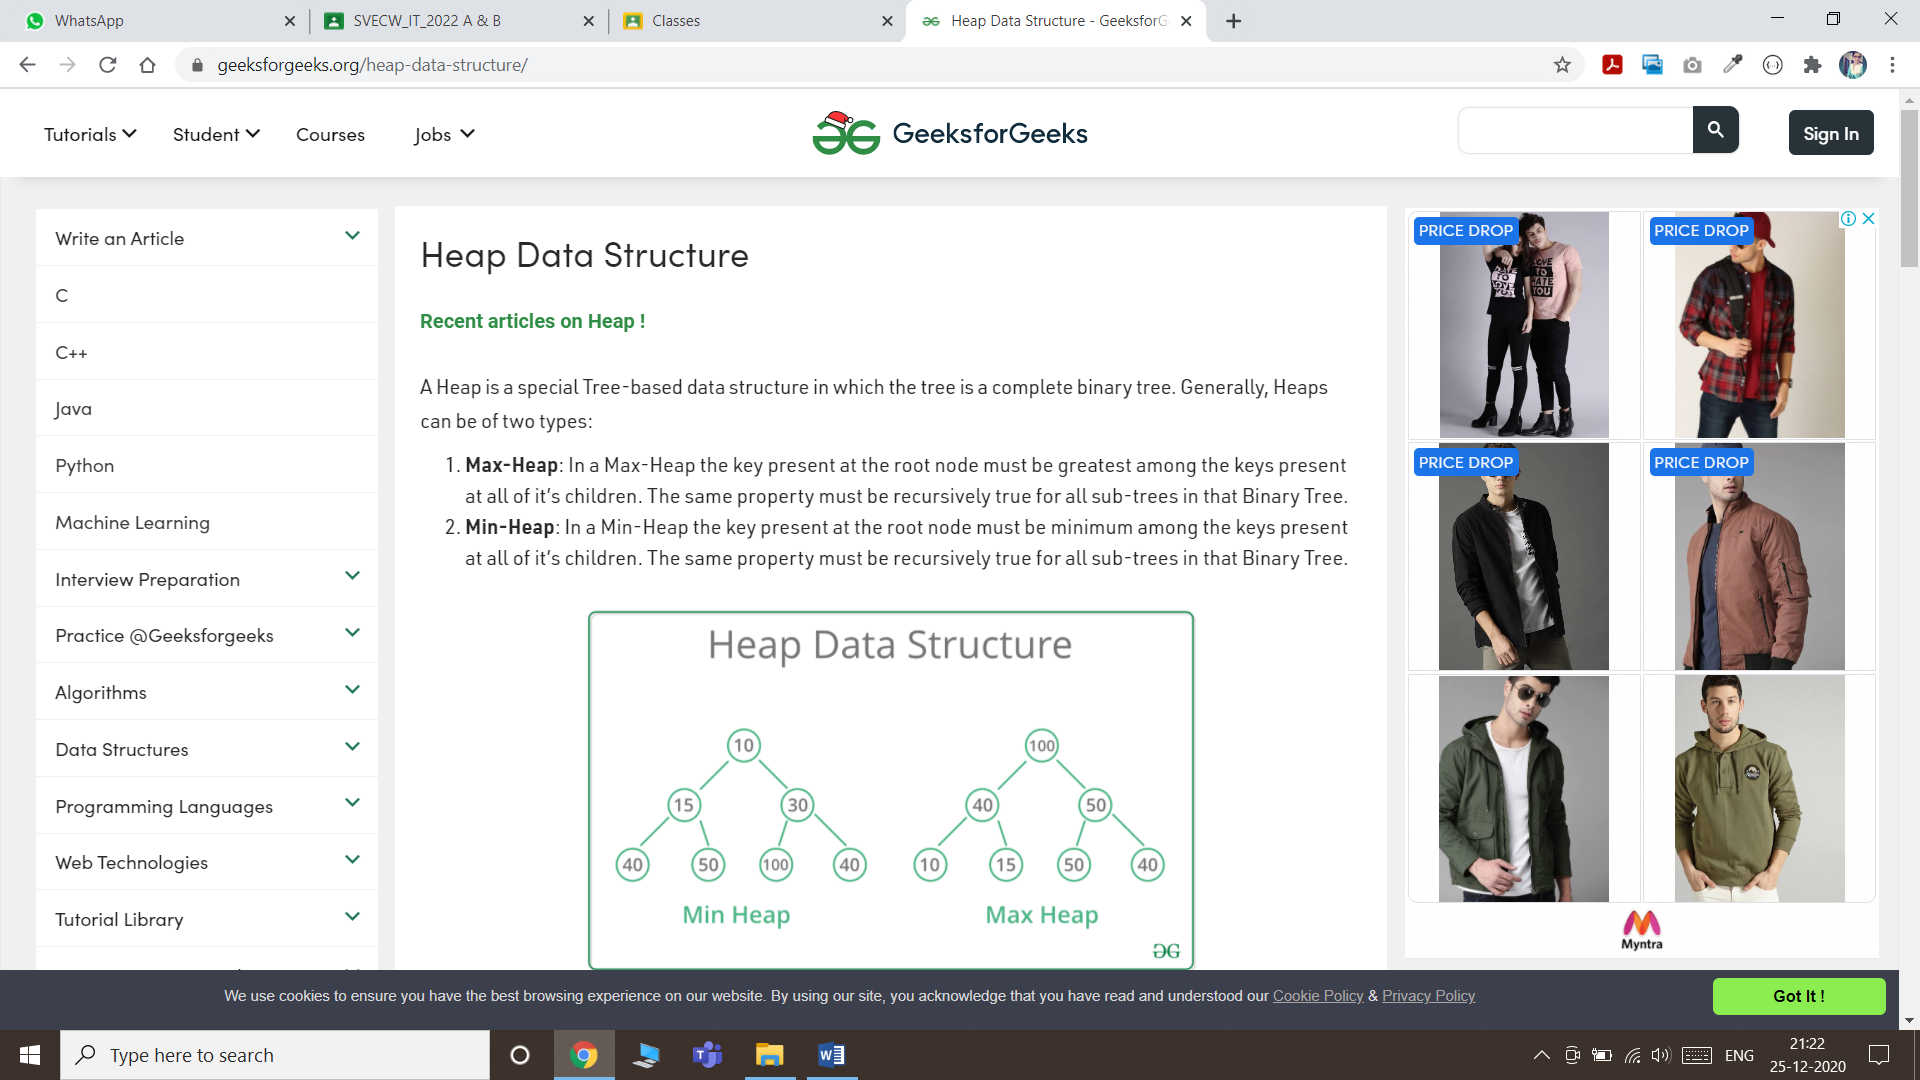 WhatsApp
SVECW_IT_2022 A & B
Classes
Heap Data Structure - GeeksforG
geeksforgeeks.org/heap-data-structure/
Tutorials
Student
Courses
Jobs
GeeksforGeeks
Sign In
Write an Article
C
C++
Java
Python
Machine Learning
Interview Preparation
Practice @Geeksforgeeks
Algorithms
Data Structures
Programming Languages
Web Technologies
Tutorial Library
Heap Data Structure
Recent articles on Heap !
A Heap is a special Tree-based data structure in which the tree is a complete binary tree. Generally, Heaps
can be of two types:
1. Max-Heap: In a Max-Heap the key present at the root node must be greatest among the keys present
at all of it’s children. The same property must be recursively true for all sub-trees in that Binary Tree.
2. Min-Heap: In a Min-Heap the key present at the root node must be minimum among the keys present
at all of it’s children. The same property must be recursively true for all sub-trees in that Binary Tree.
Heap Data Structure
10
15 30
40 50 100 40
Min Heap
100
40 50
10 15 50 40
Max Heap
PRICE DROP
PRICE DROP
PRICE DROP
PRICE DROP
Myntra
We use cookies to ensure you have the best browsing experience on our website. By using our site, you acknowledge that you have read and understood our Cookie Policy & Privacy Policy
Got It !
Type here to search
ENG
21:22
25-12-2020